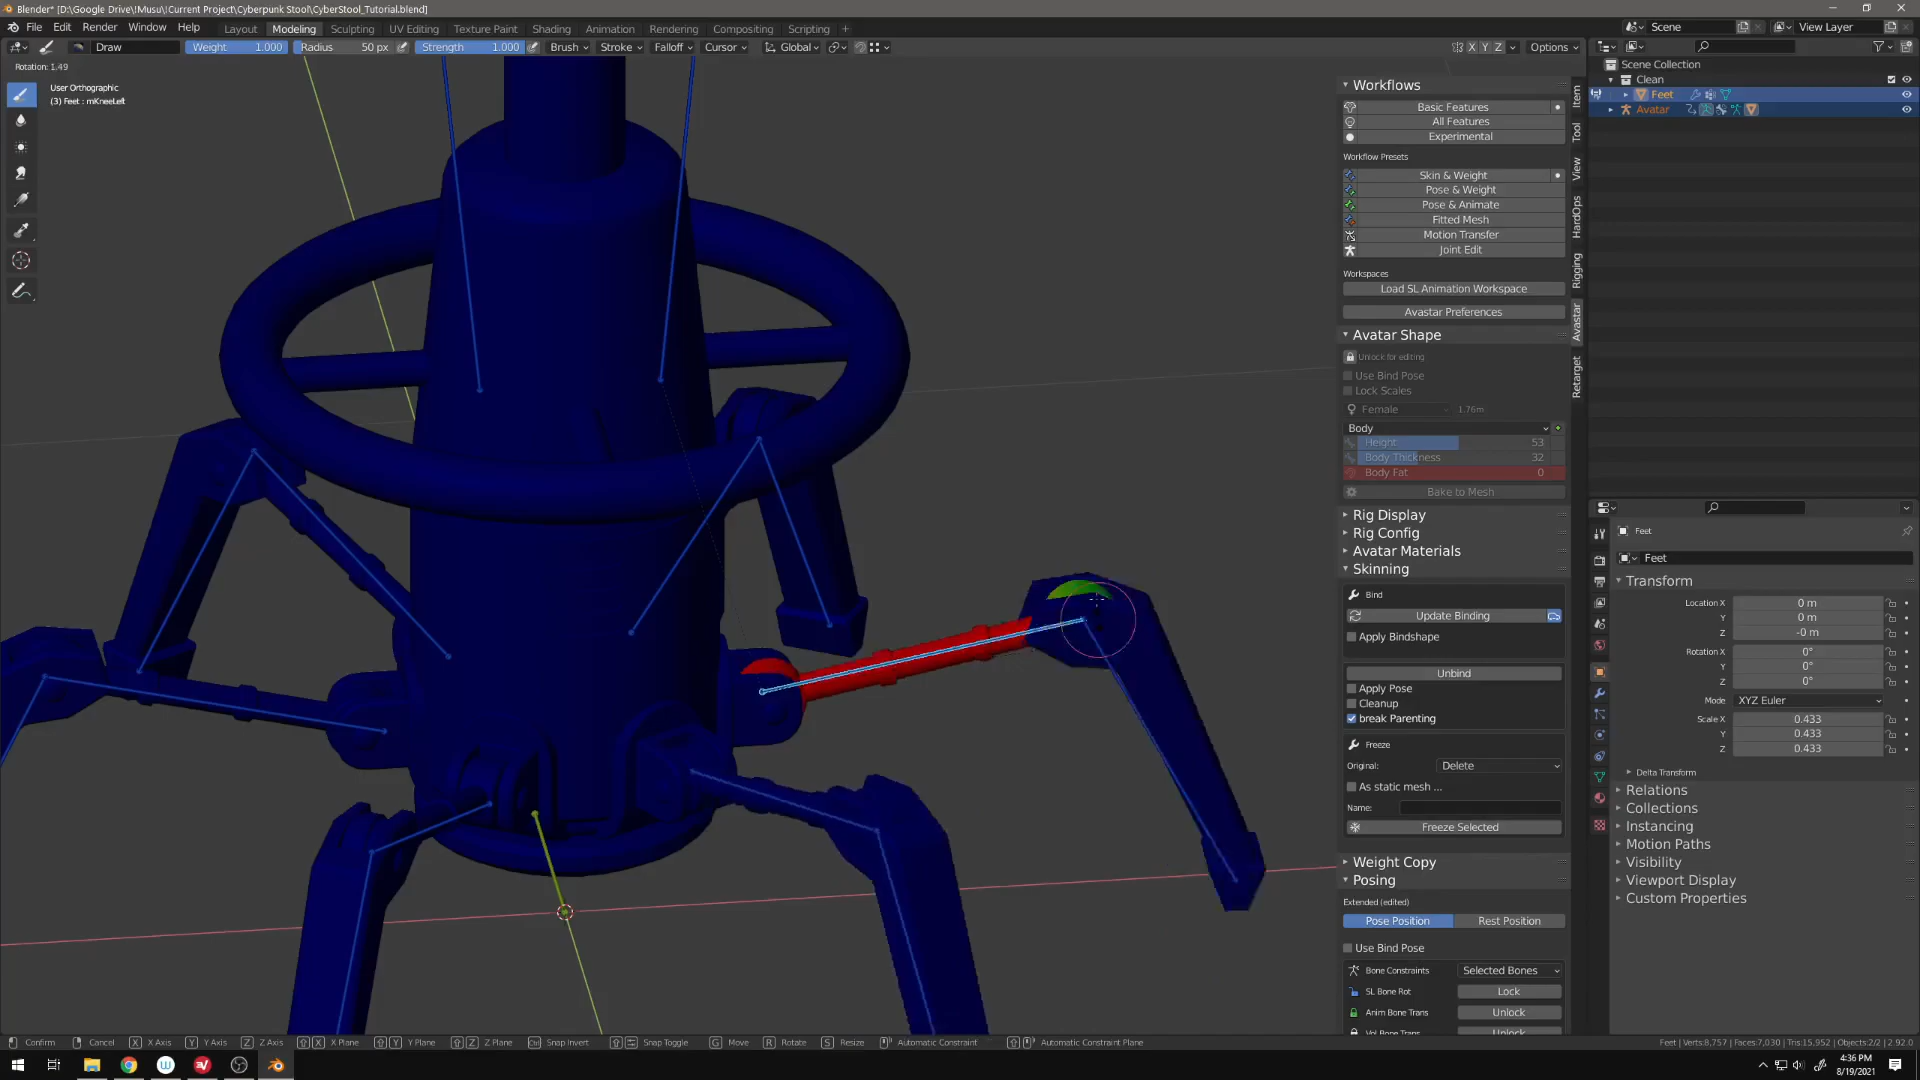 Blender* [D:\Google Drive\!Musu\!Current Project\Cyberpunk Stool\CyberStool_Tutorial.blend]
File Edit Render Window Help
Layout Modeling Sculpting UV Editing Texture Paint Shading Animation Rendering Compositing Scripting +
Scene
View Layer
Draw
Weight 1.000
Radius 50 px
Strength 1.000
Brush Stroke Falloff Cursor
Global
X Y Z
Options
Rotation: 1.49
User Orthographic
(3) Feet : mKneeLeft
Workflows
Basic Features
All Features
Experimental
Workflow Presets
Skin & Weight
Pose & Weight
Pose & Animate
Fitted Mesh
Motion Transfer
Joint Edit
Workspaces
Load SL Animation Workspace
Avastar Preferences
Avatar Shape
Unlock for editing
Use Bind Pose
Lock Scales
Female
1.76m
Body
Height 53
Body Thickness 32
Body Fat 0
Bake to Mesh
Rig Display
Rig Config
Avatar Materials
Skinning
Bind
Update Binding
Apply Bindshape
Unbind
Apply Pose
Cleanup
break Parenting
Freeze
Original: Delete
As static mesh ...
Name:
Freeze Selected
Weight Copy
Posing
Extended (edited)
Pose Position Rest Position
Use Bind Pose
Bone Constraints Selected Bones
SL Bone Rot Lock
Anim Bone Trans Unlock
Vol Bone Trans Unlock
Item
Tool
View
HardOps
Rigging
Avastar
Retarget
Scene Collection
Clean
Feet
Avatar
Feet
Feet
Transform
Location X 0 m
Y 0 m
Z -0 m
Rotation X 0°
Y 0°
Z 0°
Mode XYZ Euler
Scale X 0.433
Y 0.433
Z 0.433
Delta Transform
Relations
Collections
Instancing
Motion Paths
Visibility
Viewport Display
Custom Properties
Confirm Cancel X X Axis Y Y Axis Z Z Axis X X Plane Y Y Plane Z Z Plane Ctrl Snap Invert Snap Toggle G Move R Rotate S Resize Automatic Constraint Automatic Constraint Plane
Feet | Verts:8,757 | Faces:7,030 | Tris:15,952 | Objects:2/2 | 2.92.0
4:36 PM
8/19/2021